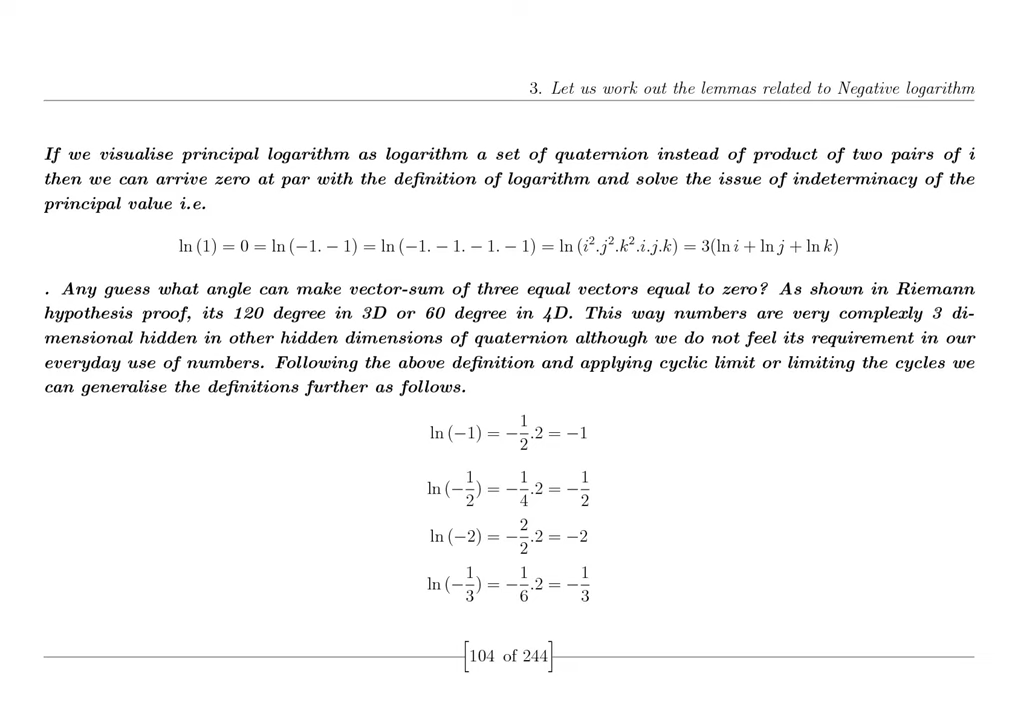 3. Let us work out the lemmas related to Negative logarithm
If we visualise principal logarithm as logarithm a set of quaternion instead of product of two pairs of i
then we can arrive zero at par with the definition of logarithm and solve the issue of indeterminacy of the
principal value i.e.
ln (1) = 0 = ln (−1. − 1) = ln (−1. − 1. − 1. − 1) = ln (i².j².k².i.j.k) = 3(ln i + ln j + ln k)
. Any guess what angle can make vector-sum of three equal vectors equal to zero? As shown in Riemann
hypothesis proof, its 120 degree in 3D or 60 degree in 4D. This way numbers are very complexly 3 di-
mensional hidden in other hidden dimensions of quaternion although we do not feel its requirement in our
everyday use of numbers. Following the above definition and applying cyclic limit or limiting the cycles we
can generalise the definitions further as follows.
ln (−1) = −1/2.2 = −1
ln (−1/2) = −1/4.2 = −1/2
ln (−2) = −2/2.2 = −2
ln (−1/3) = −1/6.2 = −1/3
[104 of 244]